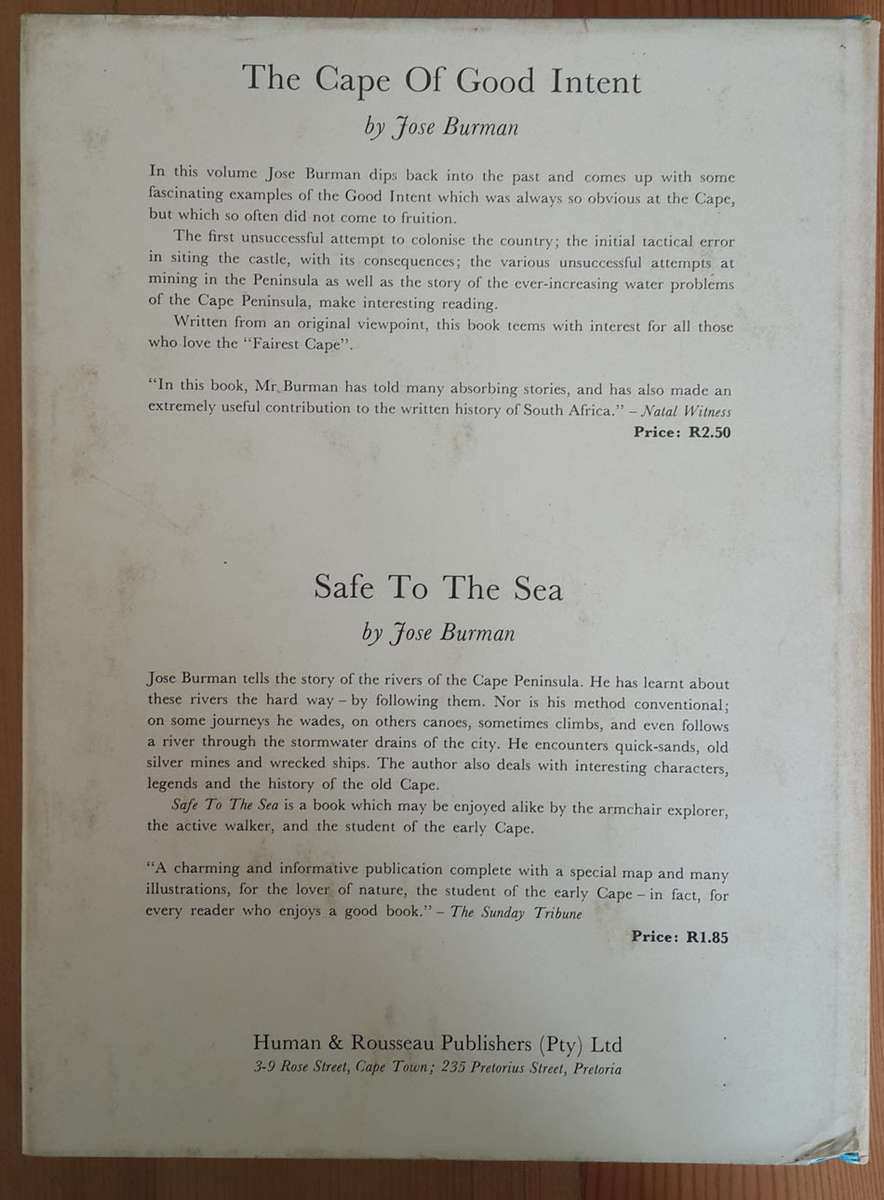 The Cape Of Good Intent
by Jose Burman
In this volume Jose Burman dips back into the past and comes up with some
fascinating examples of the Good Intent which was always so obvious at the Cape,
but which so often did not come to fruition.
The first unsuccessful attempt to colonise the country; the initial tactical error
in siting the castle, with its consequences; the various unsuccessful attempts at
mining in the Peninsula as well as the story of the ever-increasing water problems
of the Cape Peninsula, make interesting reading.
Written from an original viewpoint, this book teems with interest for all those
who love the “Fairest Cape”.
“In this book, Mr. Burman has told many absorbing stories, and has also made an
extremely useful contribution to the written history of South Africa.” – Natal Witness
Price: R2.50
Safe To The Sea
by Jose Burman
Jose Burman tells the story of the rivers of the Cape Peninsula. He has learnt about
these rivers the hard way – by following them. Nor is his method conventional;
on some journeys he wades, on others canoes, sometimes climbs, and even follows
a river through the stormwater drains of the city. He encounters quick-sands, old
silver mines and wrecked ships. The author also deals with interesting characters,
legends and the history of the old Cape.
Safe To The Sea is a book which may be enjoyed alike by the armchair explorer,
the active walker, and the student of the early Cape.
“A charming and informative publication complete with a special map and many
illustrations, for the lover of nature, the student of the early Cape – in fact, for
every reader who enjoys a good book.” – The Sunday Tribune
Price: R1.85
Human & Rousseau Publishers (Pty) Ltd
3-9 Rose Street, Cape Town; 235 Pretorius Street, Pretoria